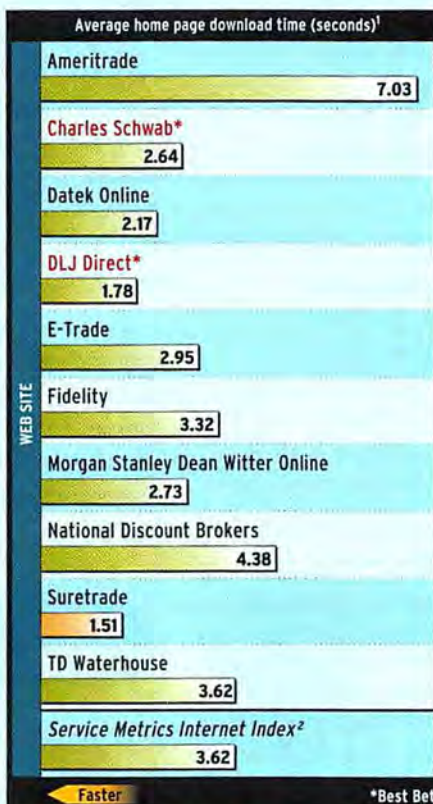 Average home page download time (seconds)¹
WEB SITE
Ameritrade
7.03
Charles Schwab*
2.64
Datek Online
2.17
DLJ Direct*
1.78
E-Trade
2.95
Fidelity
3.32
Morgan Stanley Dean Witter Online
2.73
National Discount Brokers
4.38
Suretrade
1.51
TD Waterhouse
3.62
Service Metrics Internet Index²
3.62
Faster
*Best Bet